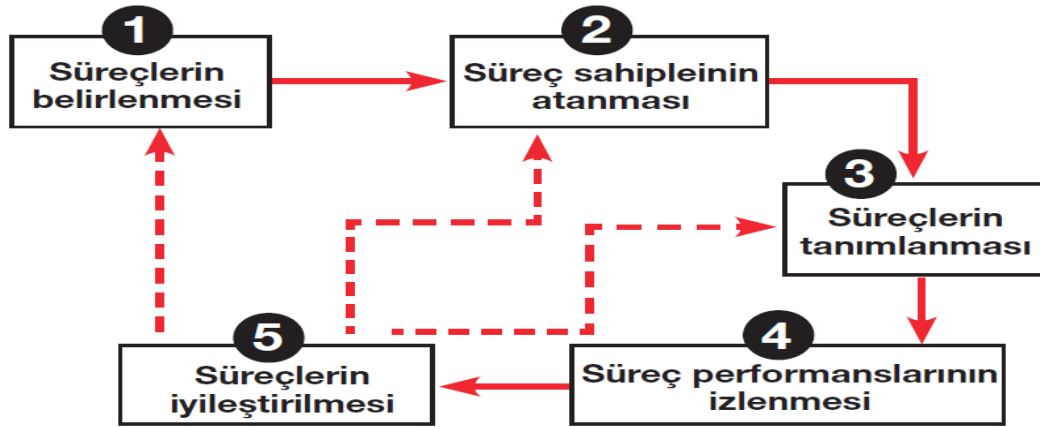 1
Süreçlerin
belirlenmesi
2
Süreç sahipleinin
atanması
3
Süreçlerin
tanımlanması
4
Süreç performanslarının
izlenmesi
5
Süreçlerin
iyileştirilmesi